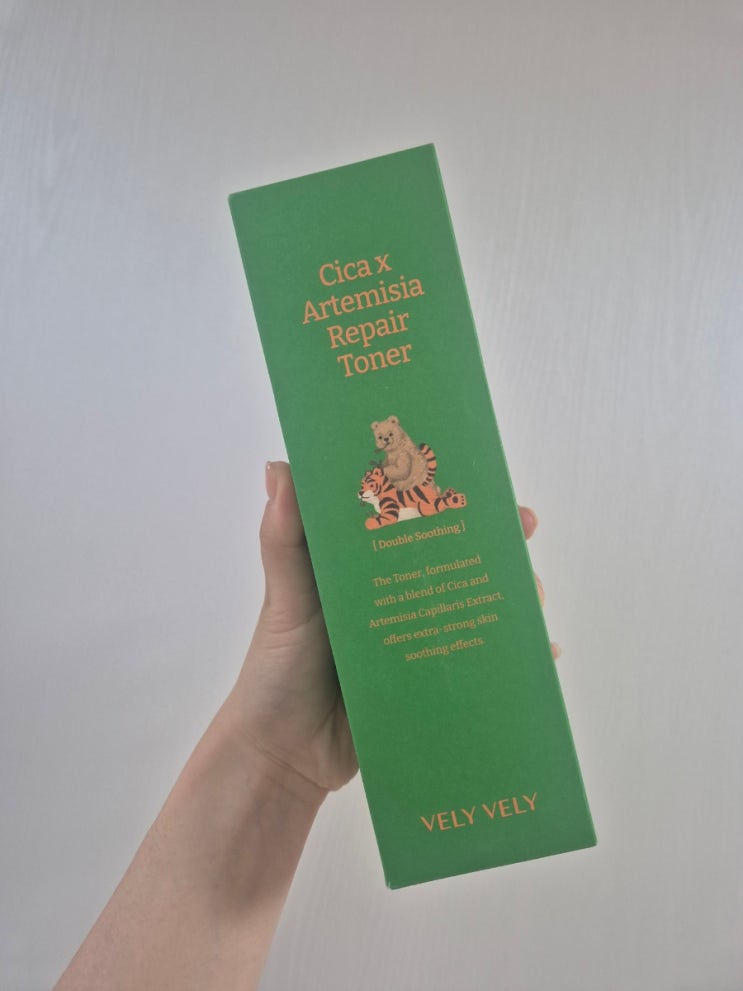 Cica x
Artemisia
Repair
Toner
[ Double Soothing ]
The Toner, formulated
with a blend of Cica and
Artemisia Capillaris Extract,
offers extra-strong skin
soothing effects.
VELY VELY